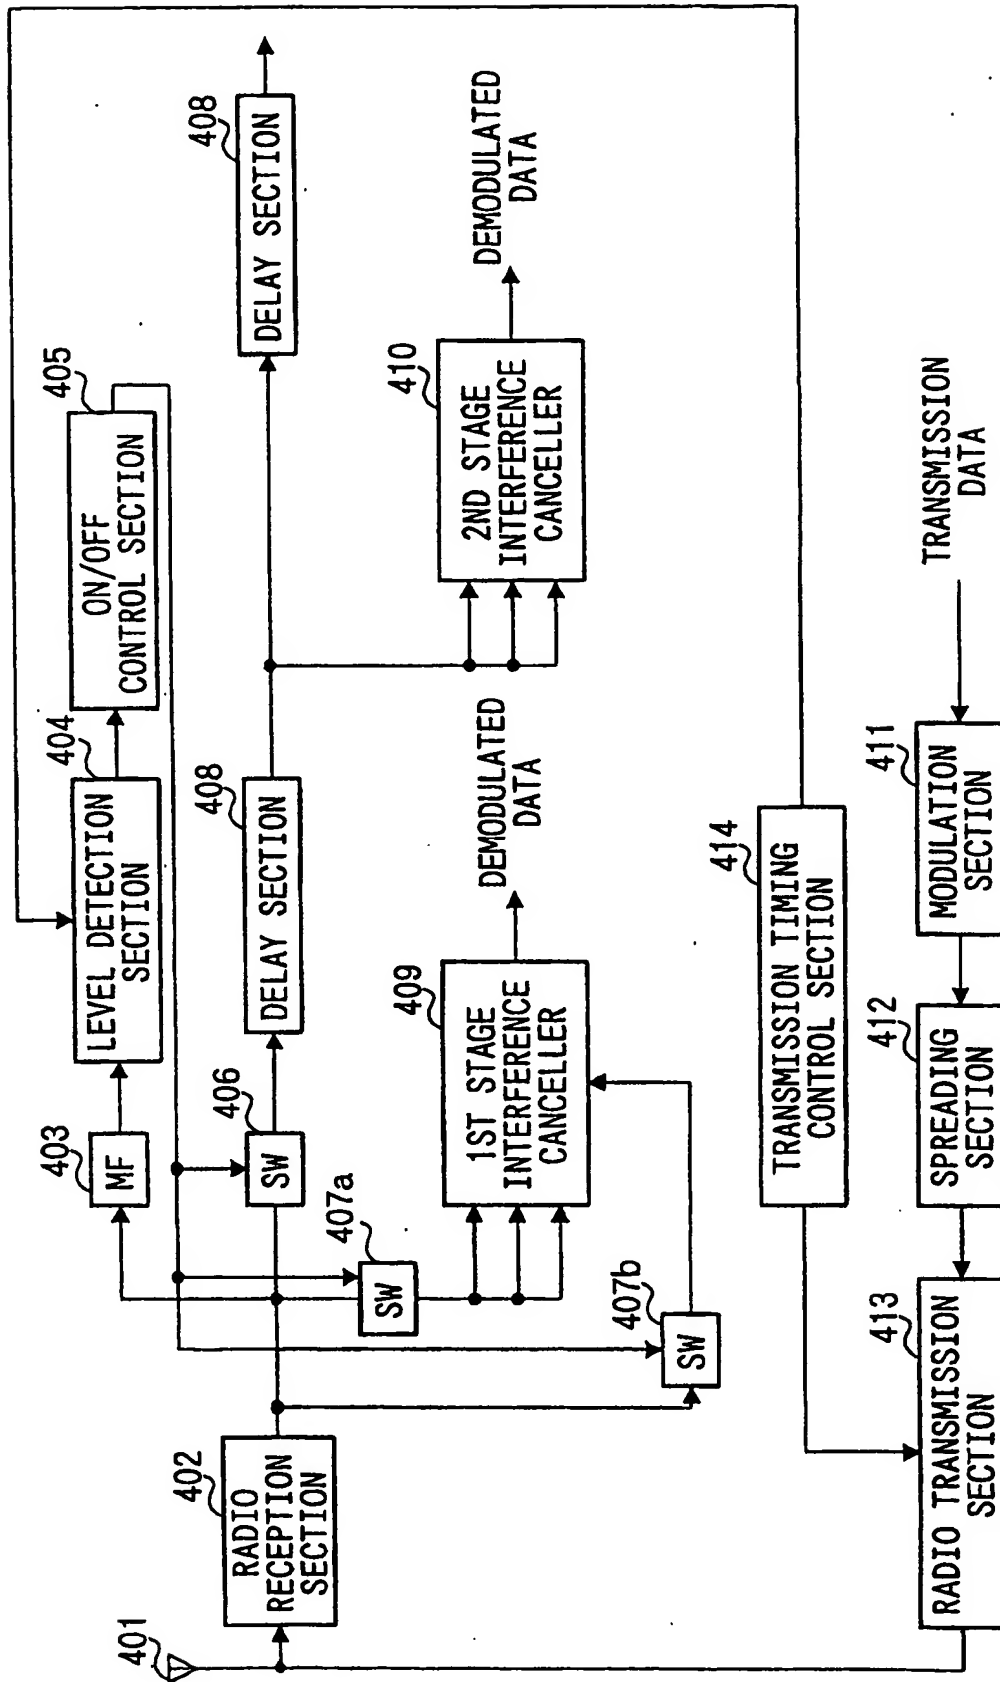 401
402
RADIO
RECEPTION
SECTION
403
MF
404
LEVEL DETECTION
SECTION
405
ON/OFF
CONTROL SECTION
406
SW
407a
SW
407b
SW
408
DELAY SECTION
408
DELAY SECTION
409
1ST STAGE
INTERFERENCE
CANCELLER
DEMODULATED
DATA
410
2ND STAGE
INTERFERENCE
CANCELLER
DEMODULATED
DATA
414
TRANSMISSION TIMING
CONTROL SECTION
413
RADIO TRANSMISSION
SECTION
412
SPREADING
SECTION
411
MODULATION
SECTION
TRANSMISSION
DATA